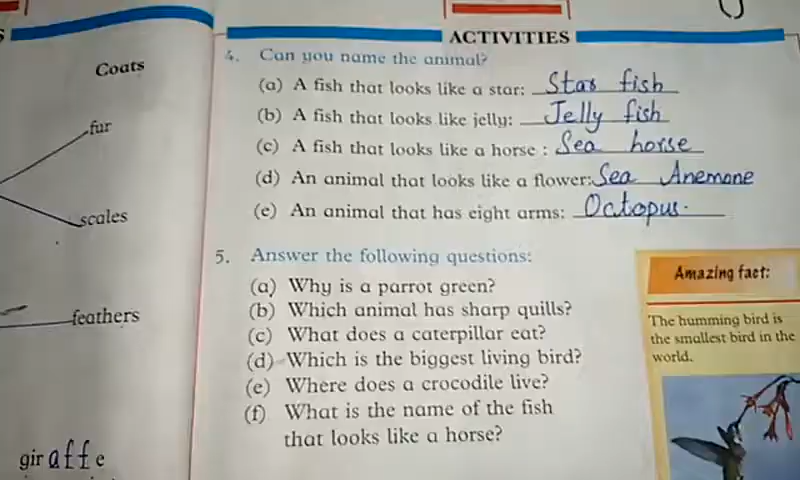 Coats
fur
scales
feathers
giraffe
ACTIVITIES
4. Can you name the animal?
(a) A fish that looks like a star: Star fish
(b) A fish that looks like jelly: Jelly fish
(c) A fish that looks like a horse : Sea horse
(d) An animal that looks like a flower: Sea Anemone
(e) An animal that has eight arms: Octopus.
5. Answer the following questions:
(a) Why is a parrot green?
(b) Which animal has sharp quills?
(c) What does a caterpillar eat?
(d) Which is the biggest living bird?
(e) Where does a crocodile live?
(f) What is the name of the fish
that looks like a horse?
Amazing fact:
The humming bird is
the smallest bird in the
world.